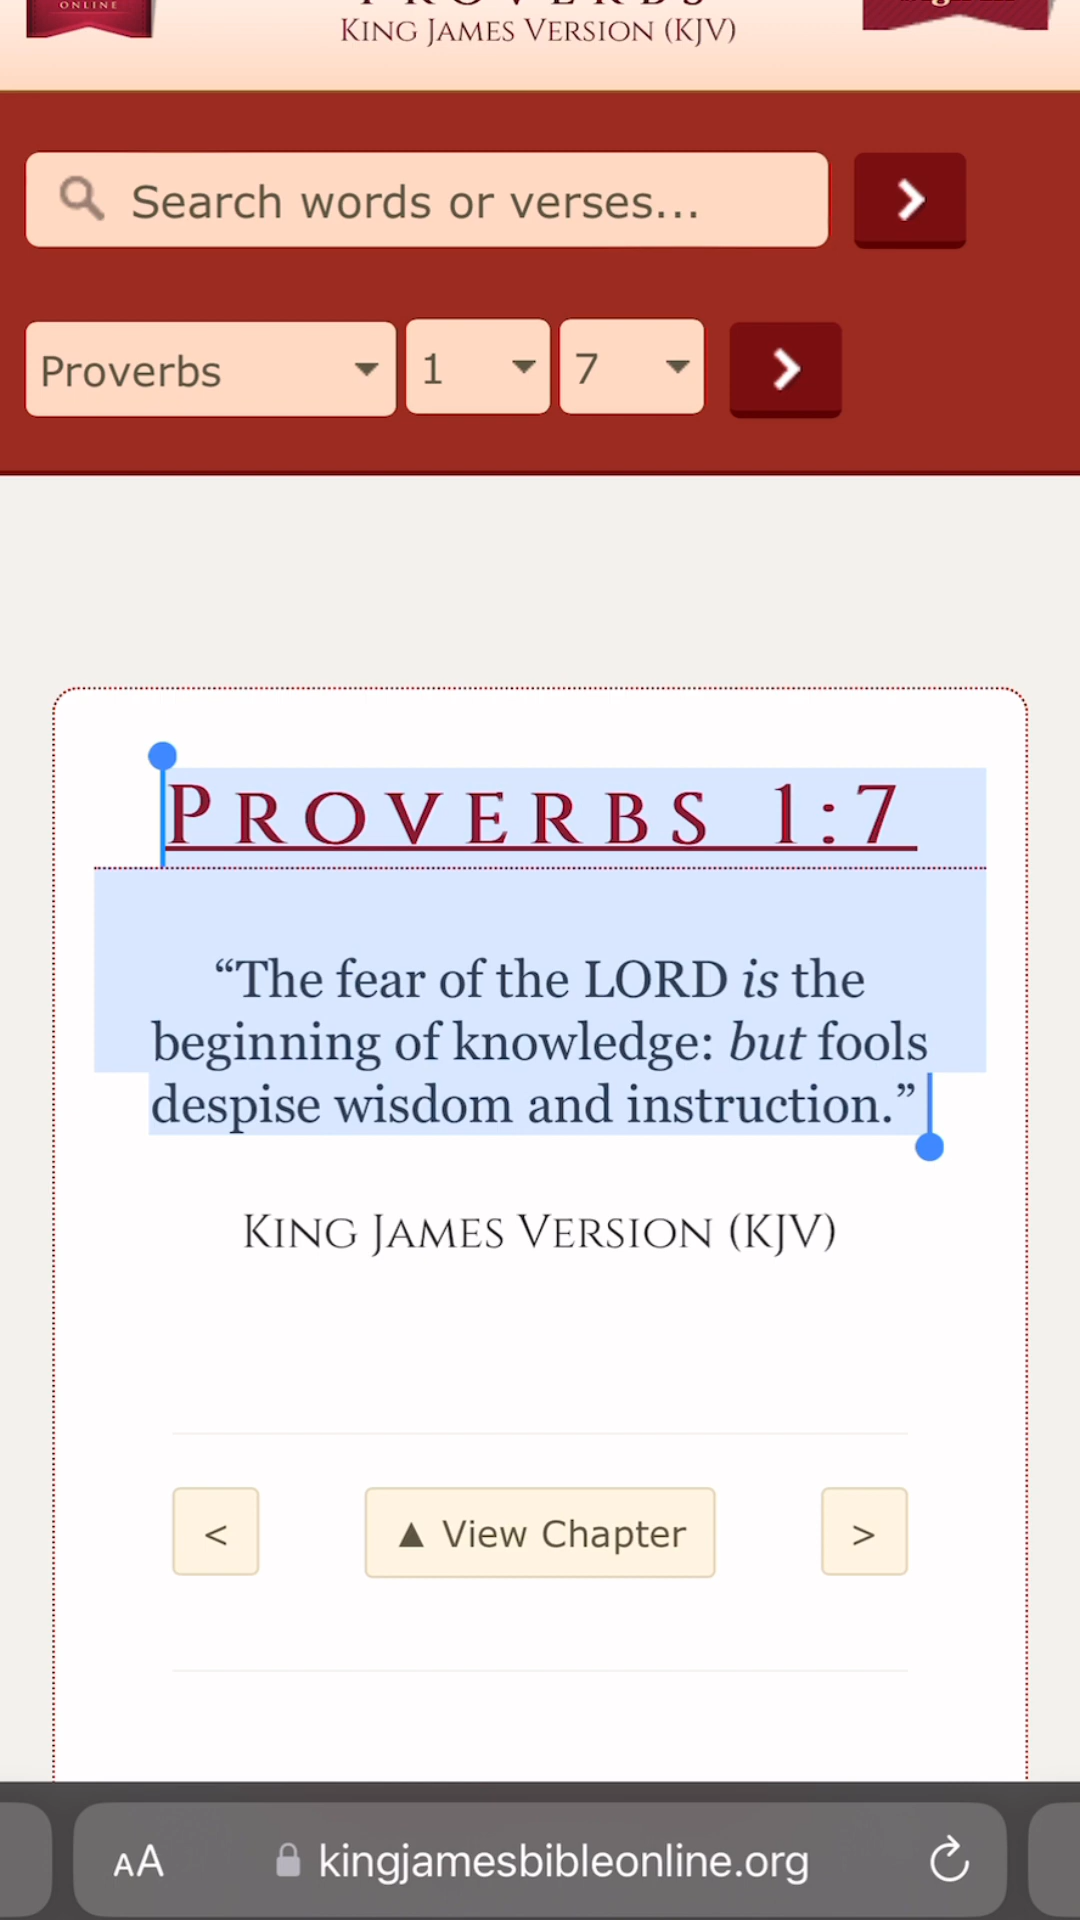 ONLINE
PROVERBS
KING JAMES VERSION (KJV)
Search words or verses...
Proverbs 1 7
PROVERBS 1:7
“The fear of the LORD is the
beginning of knowledge: but fools
despise wisdom and instruction.”
KING JAMES VERSION (KJV)
< ▲ View Chapter >
AA kingjamesbibleonline.org